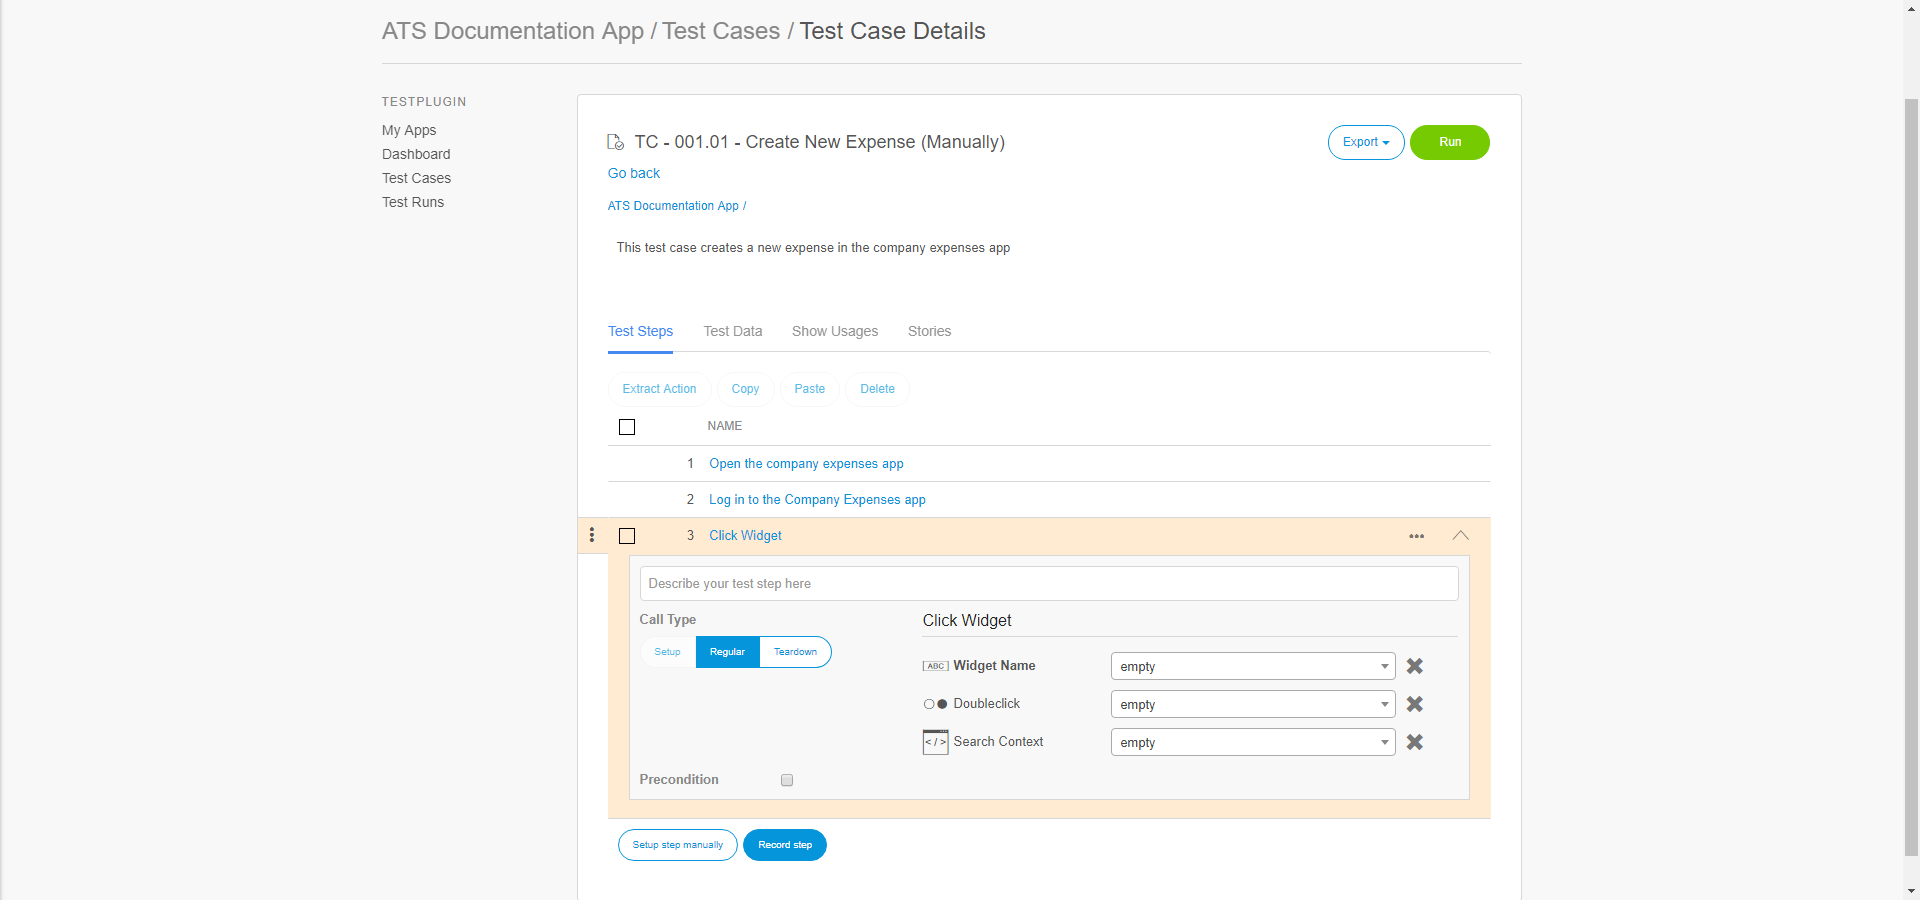 ATS Documentation App / Test Cases / Test Case Details
TESTPLUGIN
My Apps
Dashboard
Test Cases
Test Runs
TC - 001.01 - Create New Expense (Manually)
Export
Run
Go back
ATS Documentation App /
This test case creates a new expense in the company expenses app
Test Steps Test Data Show Usages Stories
Extract Action Copy Paste Delete
NAME
1 Open the company expenses app
2 Log in to the Company Expenses app
3 Click Widget
Describe your test step here
Call Type
Setup Regular Teardown
Click Widget
ABC Widget Name empty
Doubleclick empty
</> Search Context empty
Precondition
Setup step manually Record step